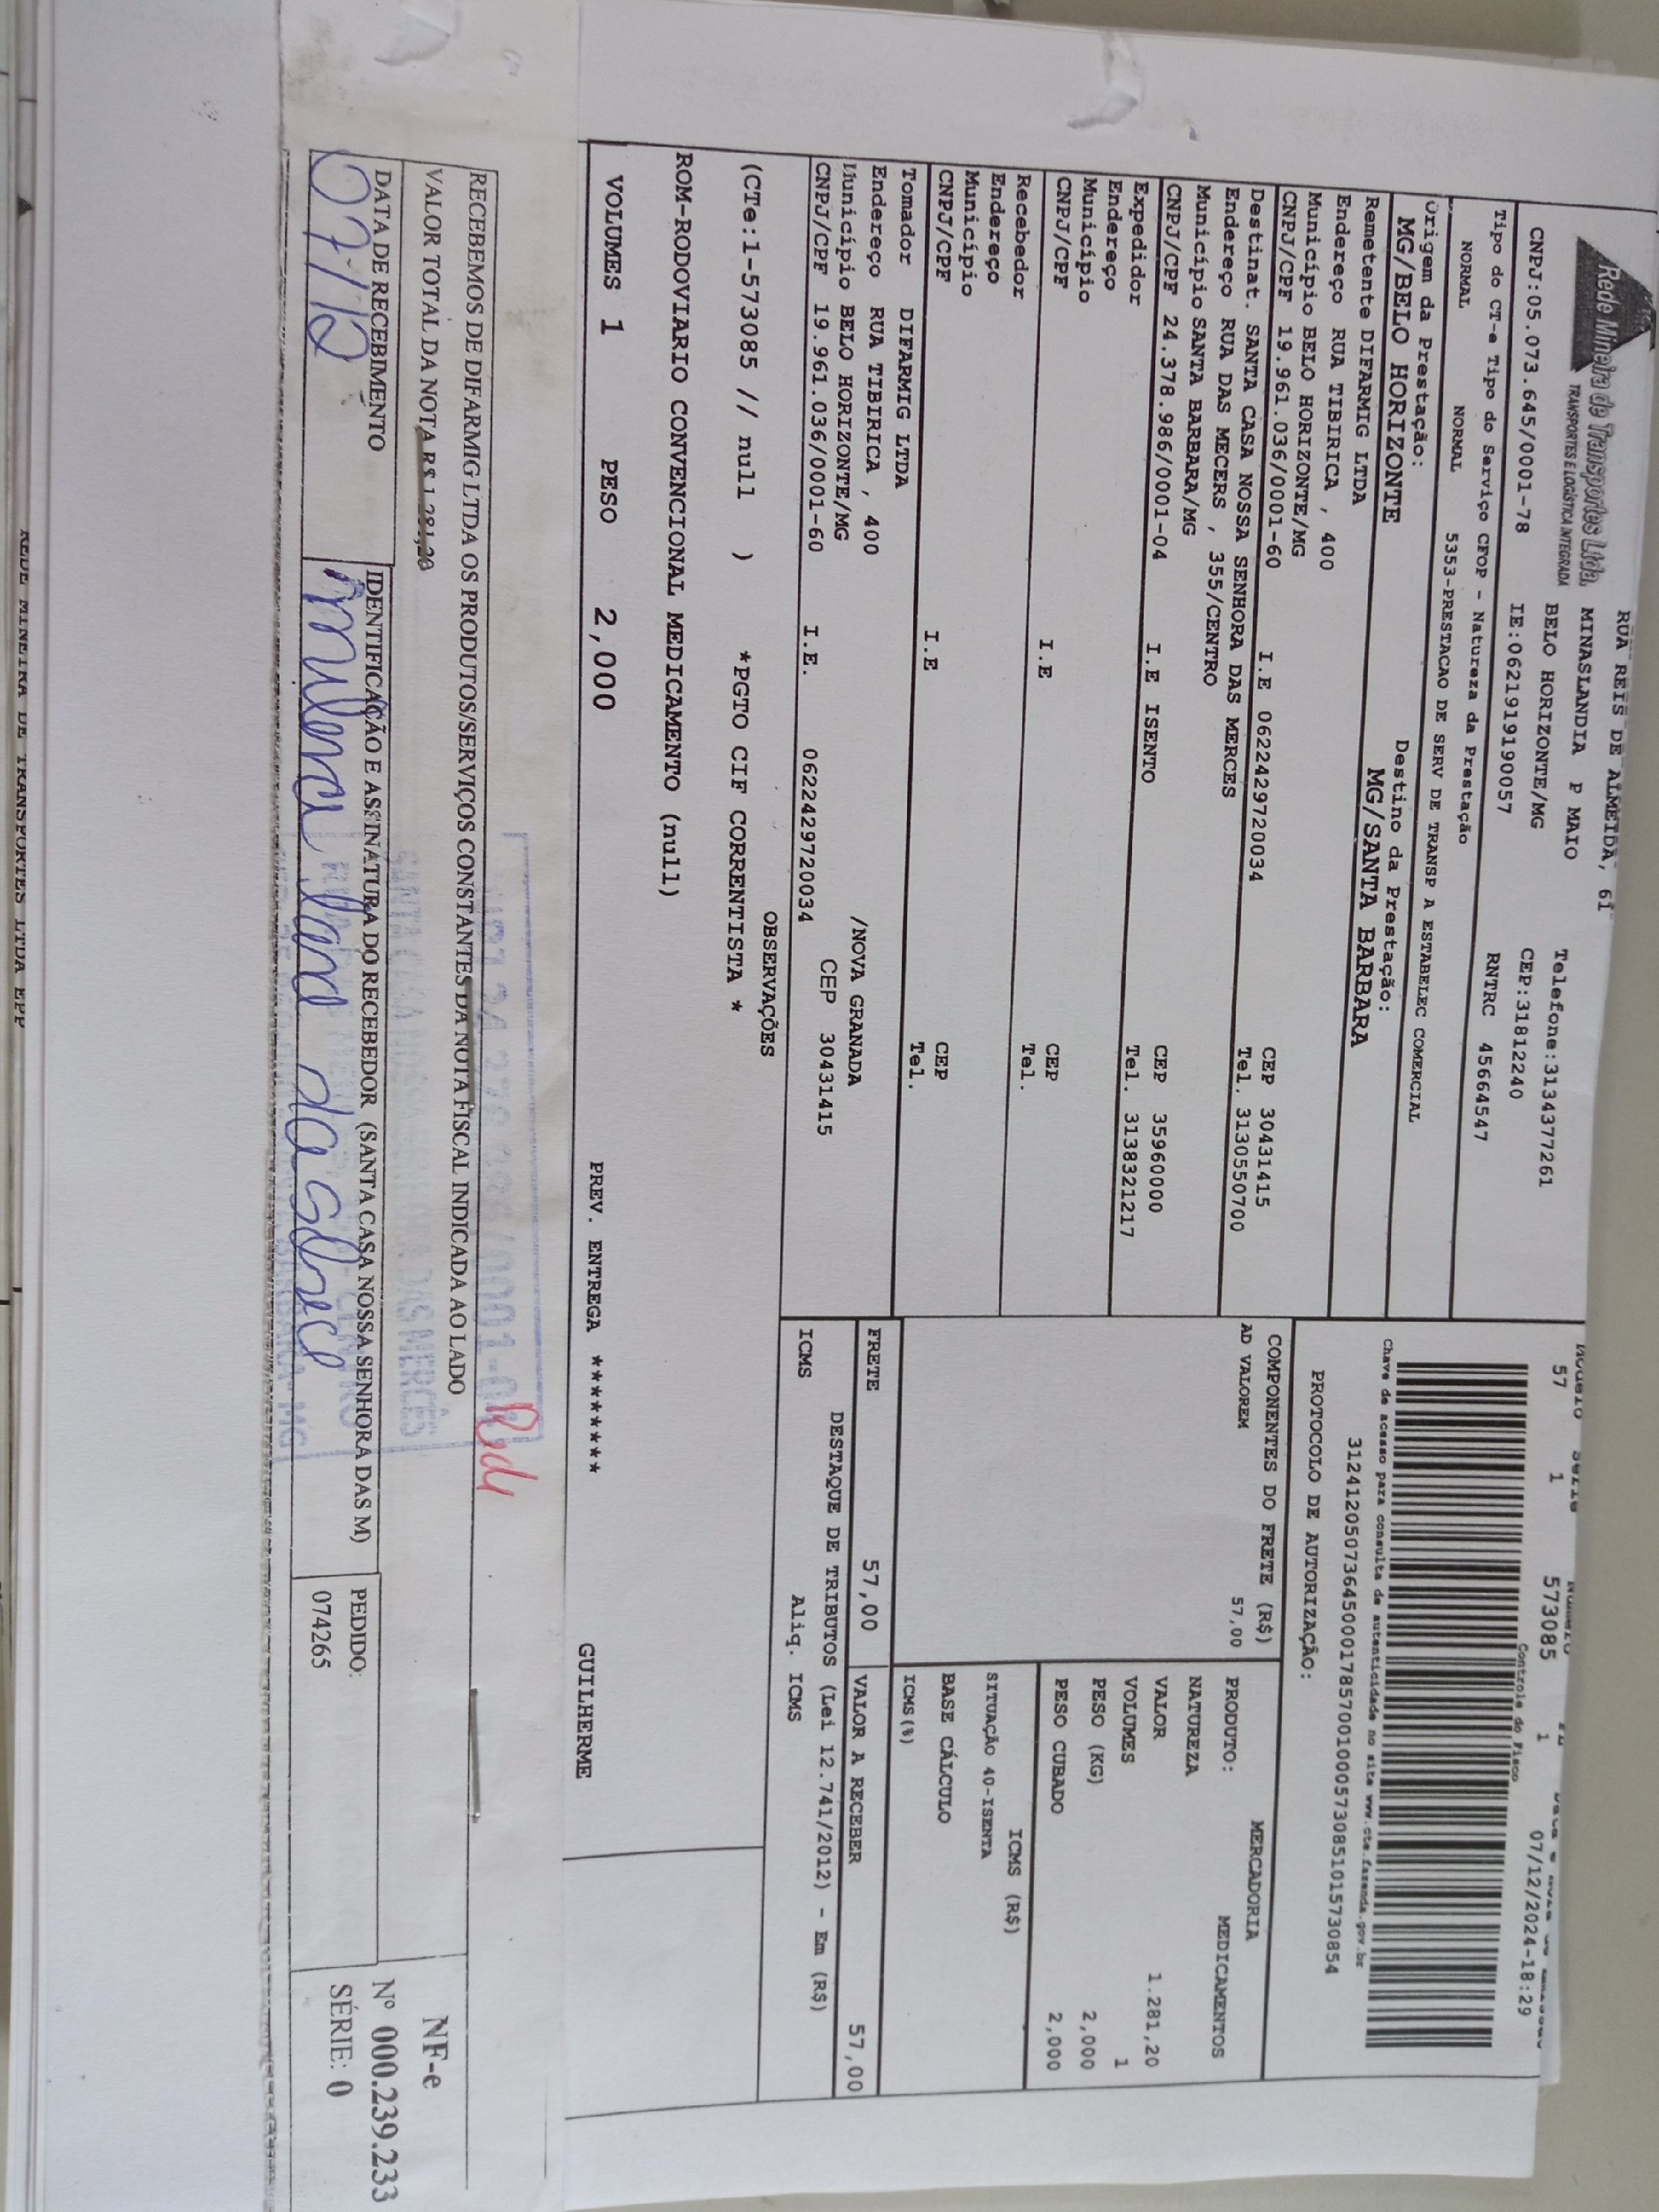 Rede Mineira de Transportes Ltda.
TRANSPORTES E LOGÍSTICA INTEGRADA
RUA REIS DE ALMEIDA, 61
MINASLANDIA P MAIO
BELO HORIZONTE/MG
Telefone:3134377261
CEP:31812240
CNPJ:05.073.645/0001-78 IE:0621919190057 RNTRC 45664547
Tipo do CT-e Tipo do Serviço CFOP - Natureza da Prestação
NORMAL NORMAL 5353-PRESTACAO DE SERV DE TRANSP A ESTABELEC COMERCIAL
Origem da Prestação: Destino da Prestação:
MG/BELO HORIZONTE MG/SANTA BARBARA
Remetente DIFARMIG LTDA
Endereço RUA TIBIRICA , 400
Município BELO HORIZONTE/MG CEP 30431415
CNPJ/CPF 19.961.036/0001-60 I.E 0622429720034 Tel. 3130550700
Destinat. SANTA CASA NOSSA SENHORA DAS MERCES
Endereço RUA DAS MECERS , 355/CENTRO
Município SANTA BARBARA/MG CEP 35960000
CNPJ/CPF 24.378.986/0001-04 I.E ISENTO Tel. 3138321217
Expedidor
Endereço
Município CEP
CNPJ/CPF I.E Tel.
Recebedor
Endereço
Município CEP
CNPJ/CPF I.E Tel.
Tomador DIFARMIG LTDA
Endereço RUA TIBIRICA , 400 /NOVA GRANADA
Município BELO HORIZONTE/MG CEP 30431415
CNPJ/CPF 19.961.036/0001-60 I.E. 0622429720034
Modelo Serie Número
57 1 573085 1 07/12/2024-18:29
Controle do Fisco
Chave de acesso para consulta de autenticidade no site www.cte.fazenda.gov.br
31241205073645000178570010005730851015730854
PROTOCOLO DE AUTORIZAÇÃO:
COMPONENTES DO FRETE (R$)
AD VALOREM 57,00
MERCADORIA
PRODUTO: MEDICAMENTOS
NATUREZA
VALOR 1.281,20
VOLUMES 1
PESO (KG) 2,000
PESO CUBADO 2,000
ICMS (R$)
SITUAÇÃO 40-ISENTA
BASE CÁLCULO
ICMS(%)
FRETE 57,00 VALOR A RECEBER 57,00
DESTAQUE DE TRIBUTOS (Lei 12.741/2012) - Em (R$)
ICMS Aliq. ICMS
OBSERVAÇÕES
(CTe:1-573085 // null ) *PGTO CIF CORRENTISTA *
ROM-RODOVIARIO CONVENCIONAL MEDICAMENTO (null)
VOLUMES 1 PESO 2,000 PREV. ENTREGA ******** GUILHERME
RECEBEMOS DE DIFARMIG LTDA OS PRODUTOS/SERVIÇOS CONSTANTES DA NOTA FISCAL INDICADA AO LADO
VALOR TOTAL DA NOTA R$ 1.281,20
DATA DE RECEBIMENTO
07/12
IDENTIFICAÇÃO E ASSINATURA DO RECEBEDOR (SANTA CASA NOSSA SENHORA DAS M)
PEDIDO:
074265
NF-e
Nº 000.239.233
SÉRIE: 0
REDE MINEIRA DE TRANSPORTES LTDA EPP